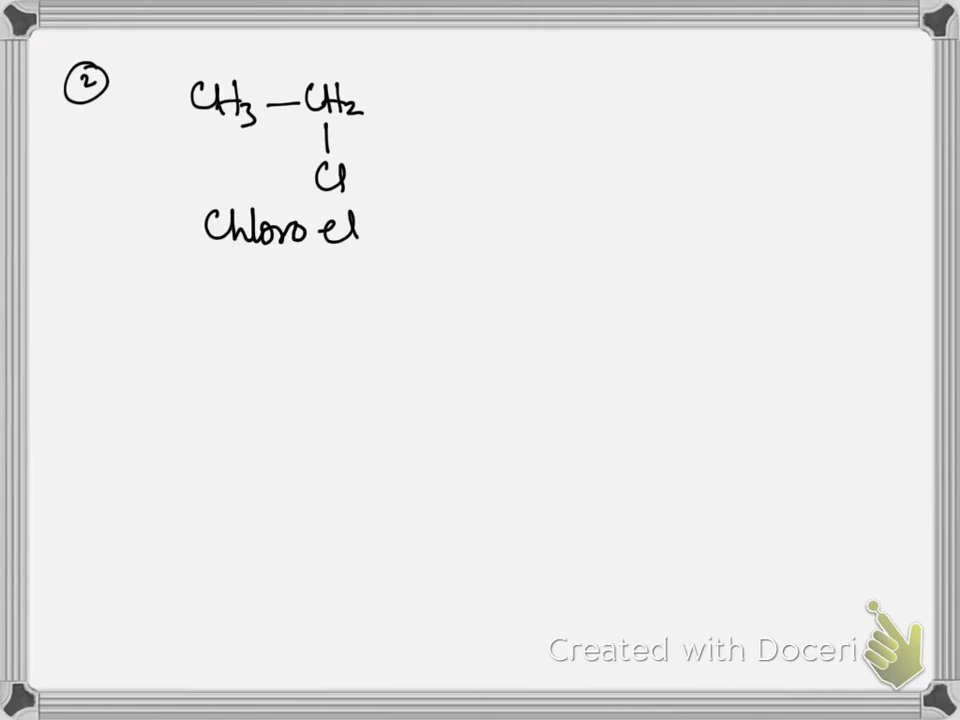 ②
CH₃ — CH₂
|
Cl
Chloro el
Created with Doceri